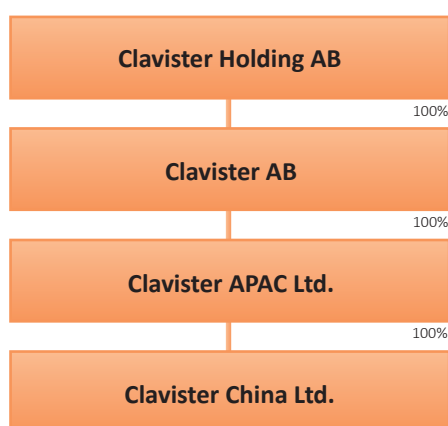 Clavister Holding AB
100%
Clavister AB
100%
Clavister APAC Ltd.
100%
Clavister China Ltd.